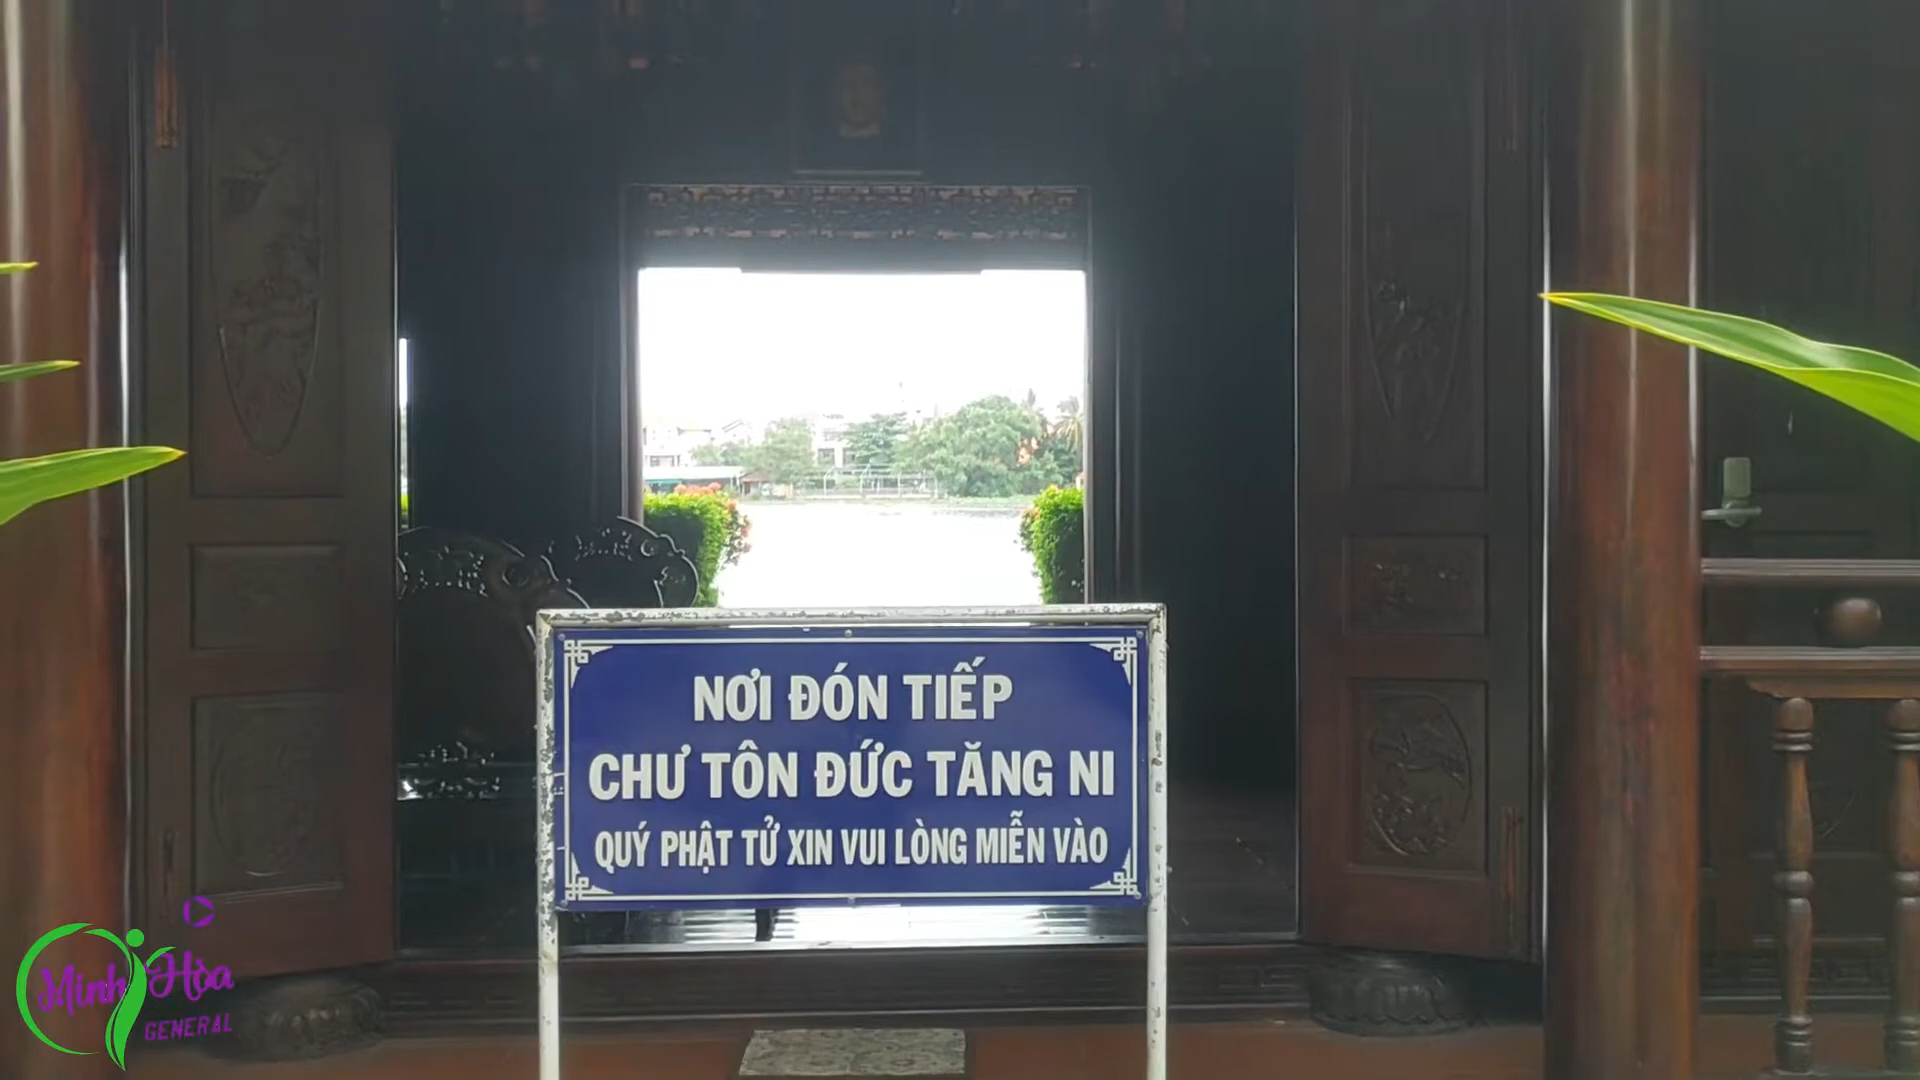 NƠI ĐÓN TIẾP
CHƯ TÔN ĐỨC TĂNG NI
QUÝ PHẬT TỬ XIN VUI LÒNG MIỄN VÀO
Minh Hòa
GENERAL